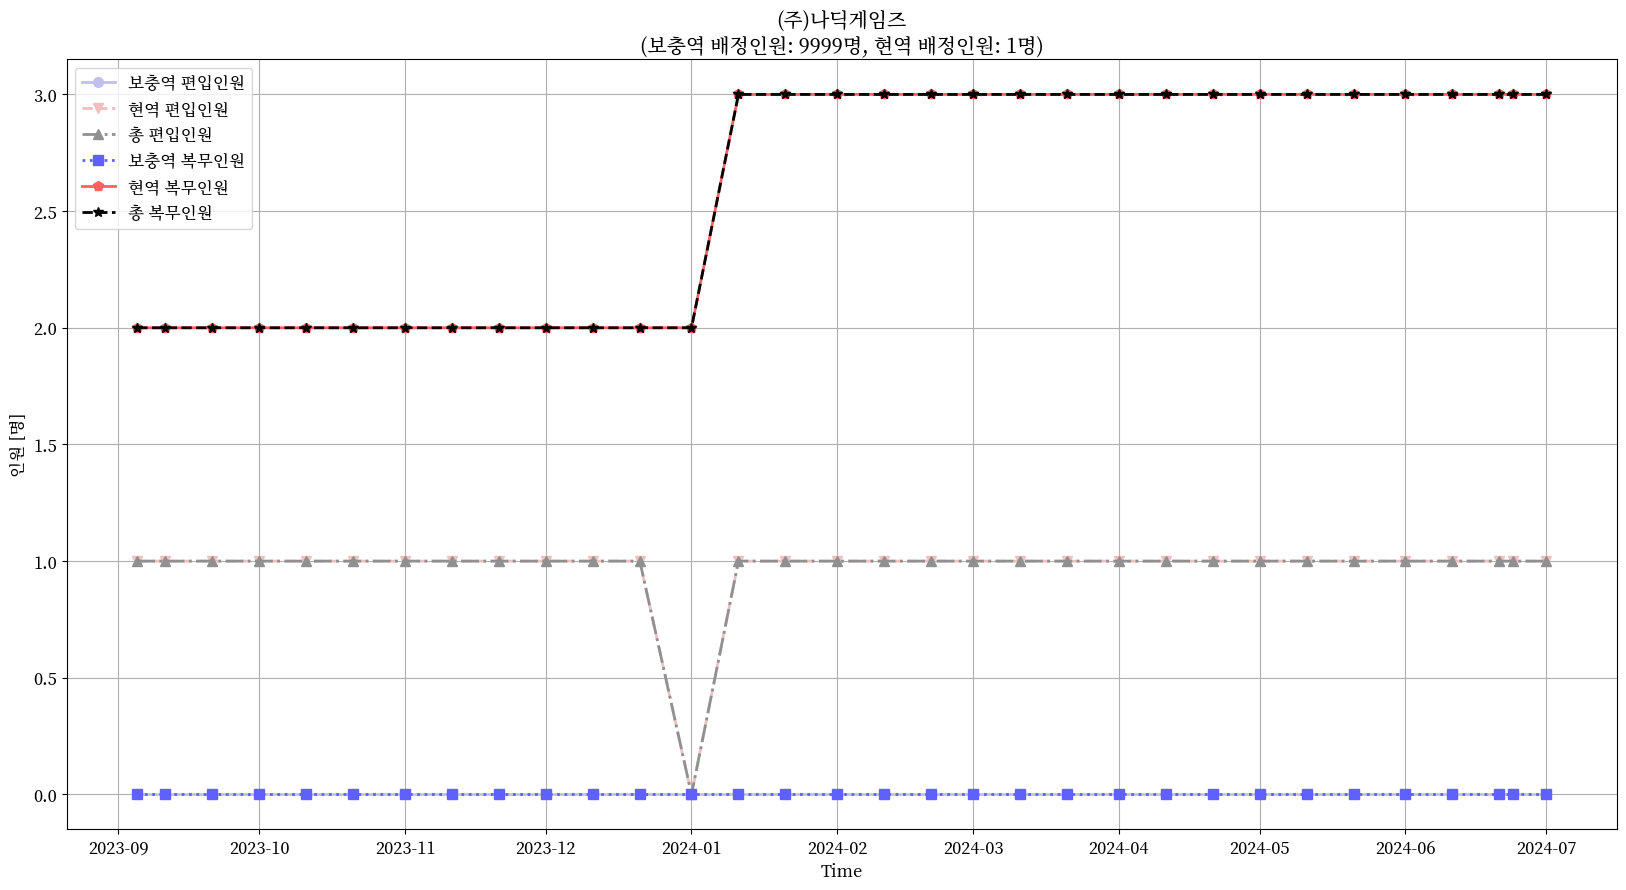 (주)나딕게임즈
(보충역 배정인원: 9999명, 현역 배정인원: 1명)
보충역 편입인원
현역 편입인원
총 편입인원
보충역 복무인원
현역 복무인원
총 복무인원
3.0
2.5
2.0
1.5
1.0
0.5
0.0
인원 [명]
2023-09 2023-10 2023-11 2023-12 2024-01 2024-02 2024-03 2024-04 2024-05 2024-06 2024-07
Time